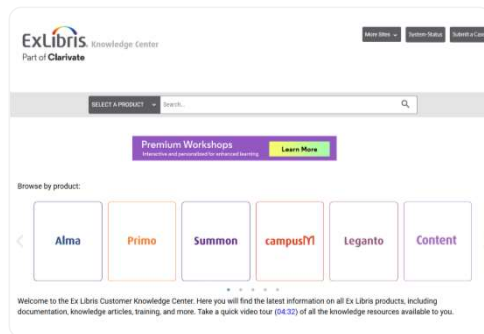 ExLibris Knowledge Center
Part of Clarivate
More Sites
System Status
Submit a Case
SELECT A PRODUCT
Search...
Premium Workshops
Interactive and personalized for enhanced learning
Learn More
Browse by product:
Alma
Primo
Summon
campusM
Leganto
Content
Welcome to the Ex Libris Customer Knowledge Center. Here you will find the latest information on all Ex Libris products, including
documentation, knowledge articles, training, and more. Take a quick video tour (04:32) of all the knowledge resources available to you.